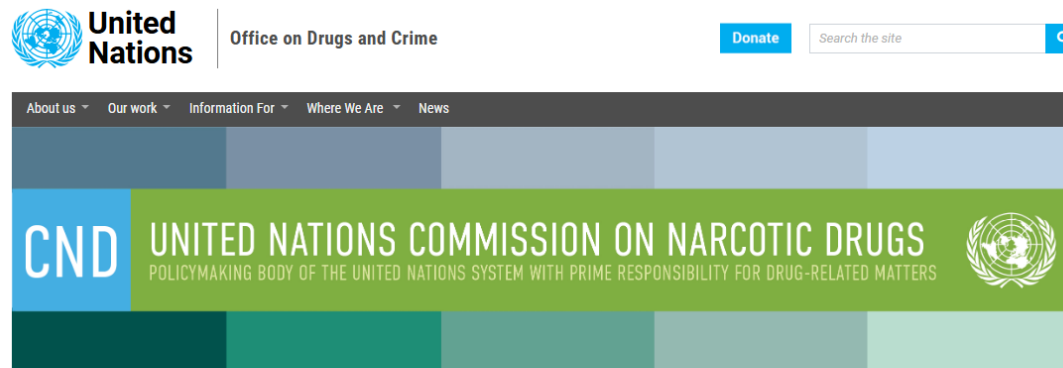 United
Nations
Office on Drugs and Crime
Donate
Search the site
About us
Our work
Information For
Where We Are
News
CND
UNITED NATIONS COMMISSION ON NARCOTIC DRUGS
POLICYMAKING BODY OF THE UNITED NATIONS SYSTEM WITH PRIME RESPONSIBILITY FOR DRUG-RELATED MATTERS